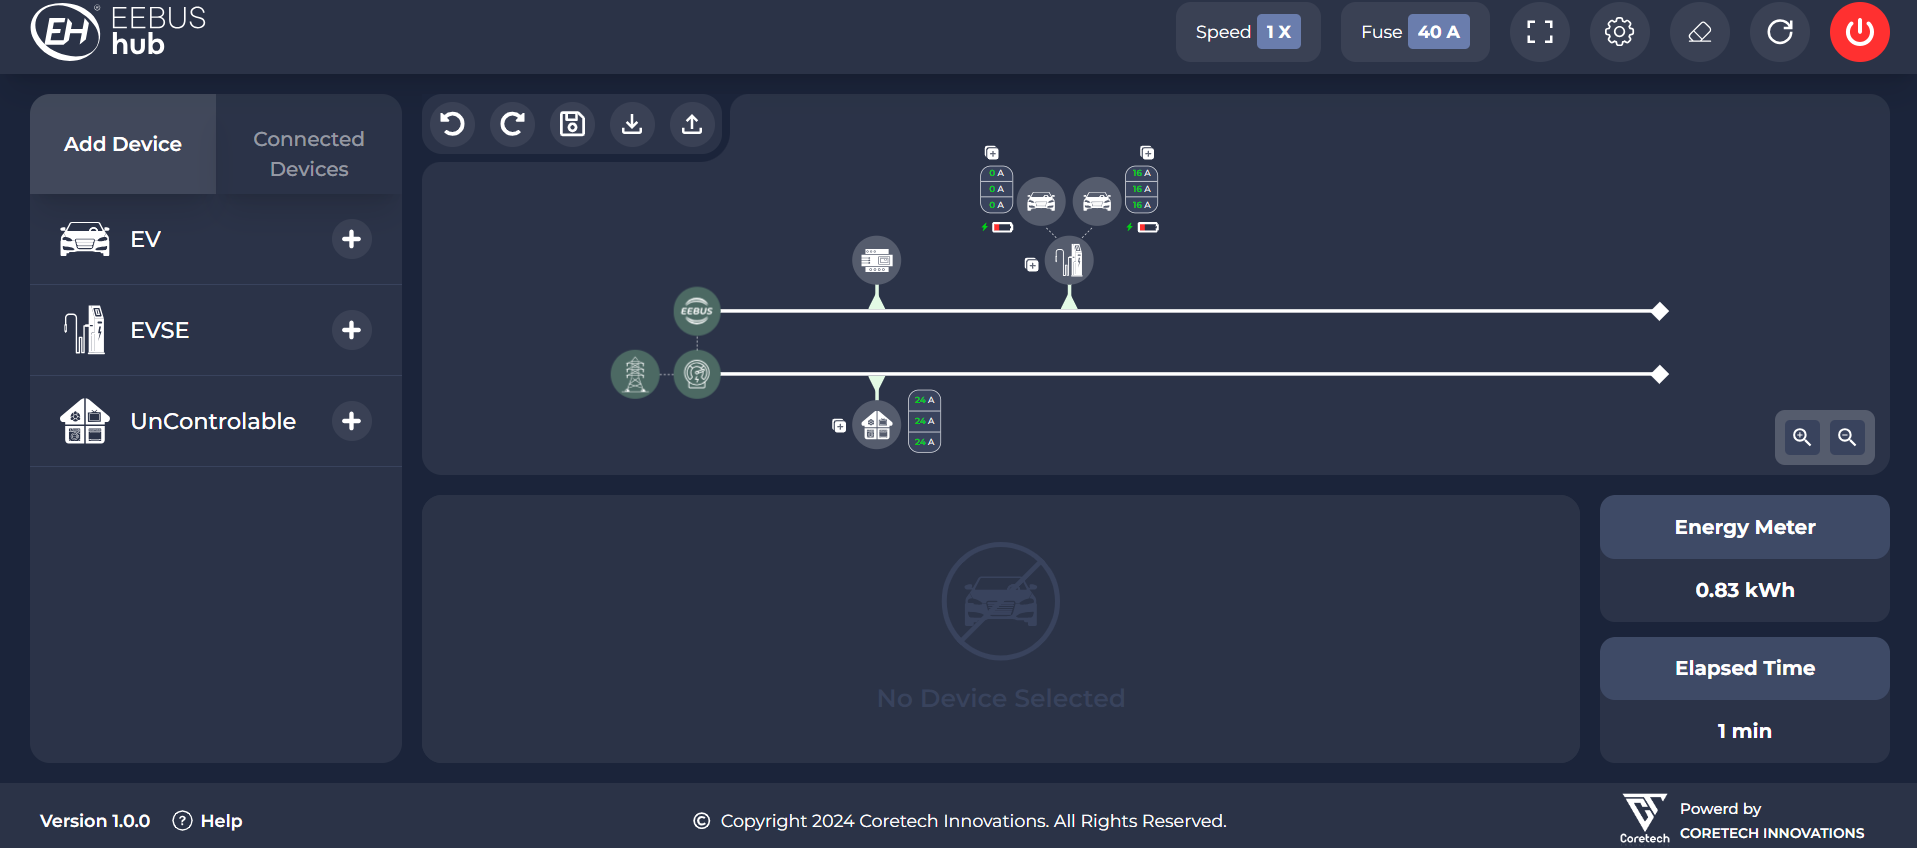 EH
EEBUS
hub
Speed 1 X
Fuse 40 A
Add Device
Connected
Devices
EV
EVSE
UnControlable
0 A
0 A
0 A
16 A
16 A
16 A
EEBUS
24 A
24 A
24 A
No Device Selected
Energy Meter
0.83 kWh
Elapsed Time
1 min
Version 1.0.0
? Help
© Copyright 2024 Coretech Innovations. All Rights Reserved.
Coretech
Powerd by
CORETECH INNOVATIONS